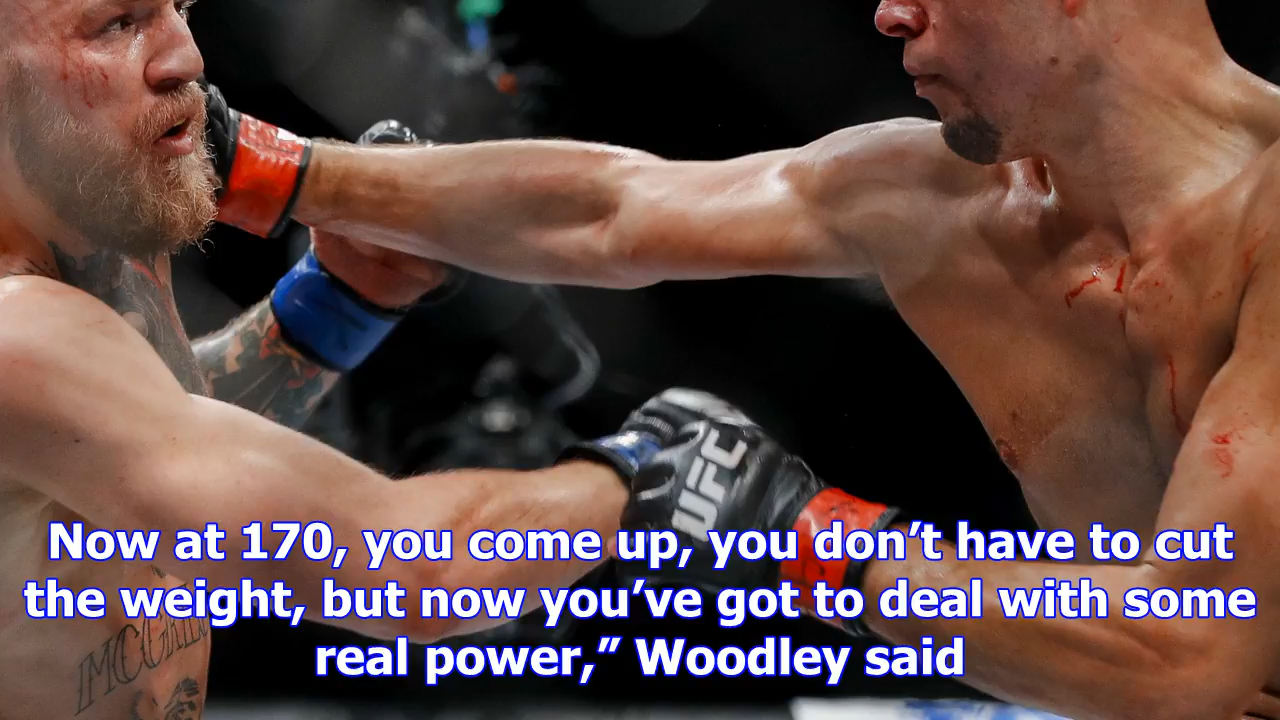 UFC
Now at 170, you come up, you don’t have to cut
the weight, but now you’ve got to deal with some
real power,” Woodley said